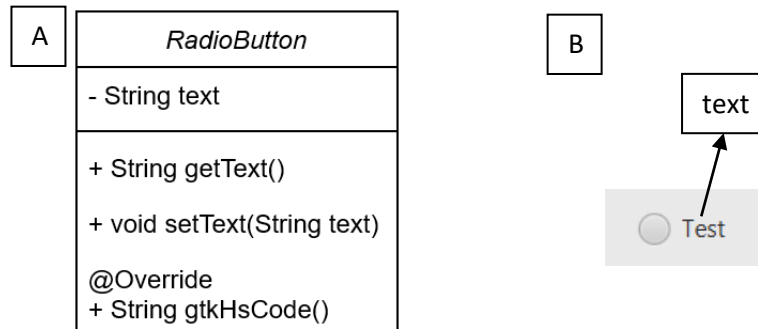 A
RadioButton
- String text
+ String getText()
+ void setText(String text)
@Override
+ String gtkHsCode()
B
text
Test